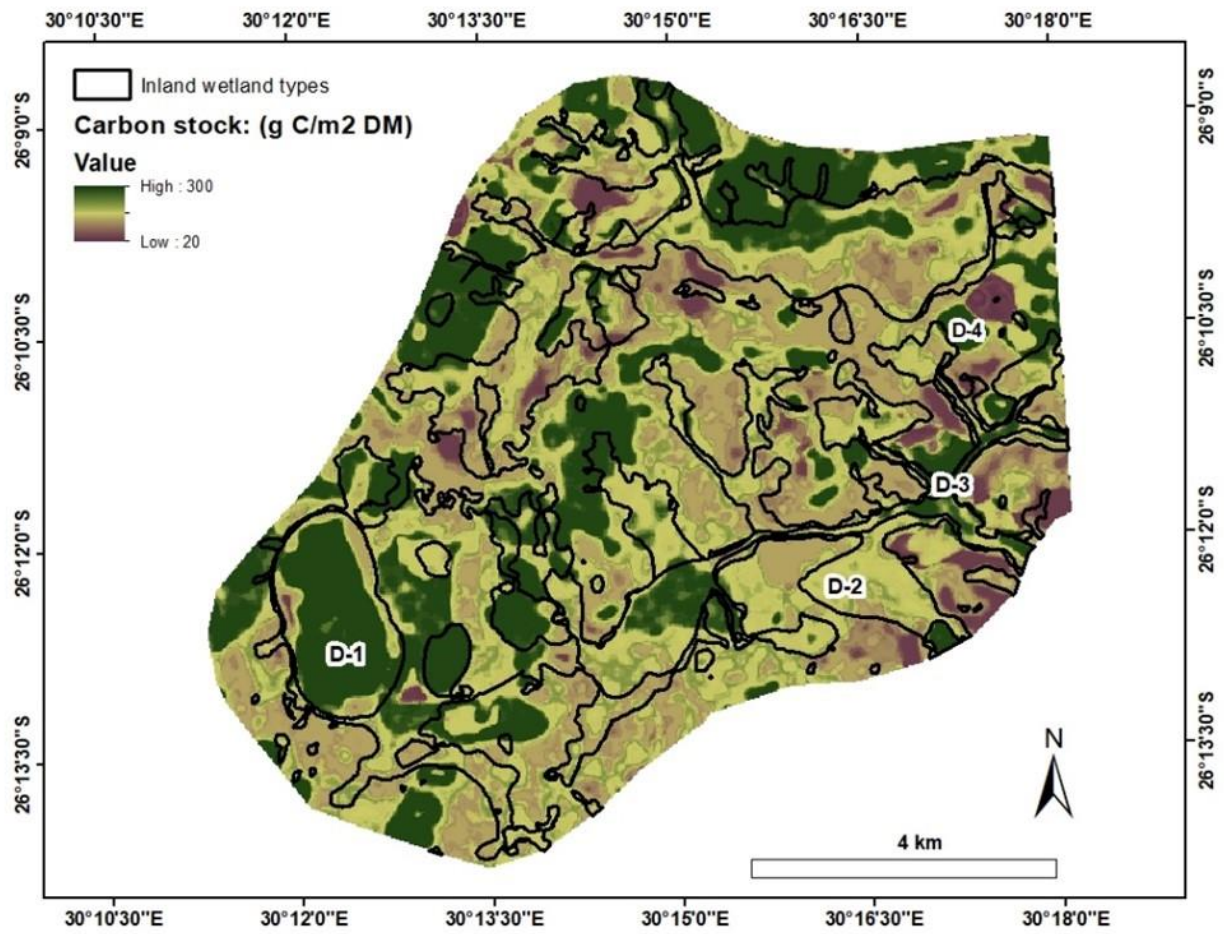 30°10'30"E 30°12'0"E 30°13'30"E 30°15'0"E 30°16'30"E 30°18'0"E
Inland wetland types
Carbon stock: (g C/m2 DM)
Value
High : 300
Low : 20
26°9'0"S
26°9'0"S
26°10'30"S
26°10'30"S
D-4
D-3
26°12'0"S
26°12'0"S
D-2
D-1
26°13'30"S
26°13'30"S
N
4 km
30°10'30"E 30°12'0"E 30°13'30"E 30°15'0"E 30°16'30"E 30°18'0"E